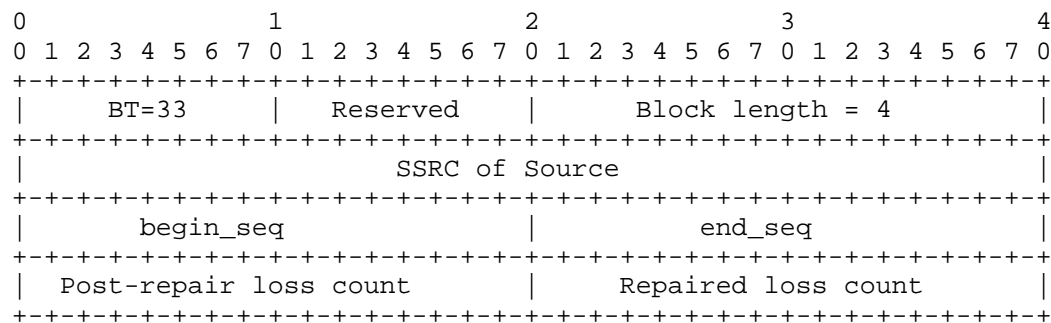 0                   1                   2                   3                   4
0 1 2 3 4 5 6 7 0 1 2 3 4 5 6 7 0 1 2 3 4 5 6 7 0 1 2 3 4 5 6 7 0
+-+-+-+-+-+-+-+-+-+-+-+-+-+-+-+-+-+-+-+-+-+-+-+-+-+-+-+-+-+-+-+-+
|     BT=33     |   Reserved    |      Block length = 4         |
+-+-+-+-+-+-+-+-+-+-+-+-+-+-+-+-+-+-+-+-+-+-+-+-+-+-+-+-+-+-+-+-+
|                       SSRC of Source                          |
+-+-+-+-+-+-+-+-+-+-+-+-+-+-+-+-+-+-+-+-+-+-+-+-+-+-+-+-+-+-+-+-+
|       begin_seq               |          end_seq              |
+-+-+-+-+-+-+-+-+-+-+-+-+-+-+-+-+-+-+-+-+-+-+-+-+-+-+-+-+-+-+-+-+
|  Post-repair loss count       |     Repaired loss count       |
+-+-+-+-+-+-+-+-+-+-+-+-+-+-+-+-+-+-+-+-+-+-+-+-+-+-+-+-+-+-+-+-+